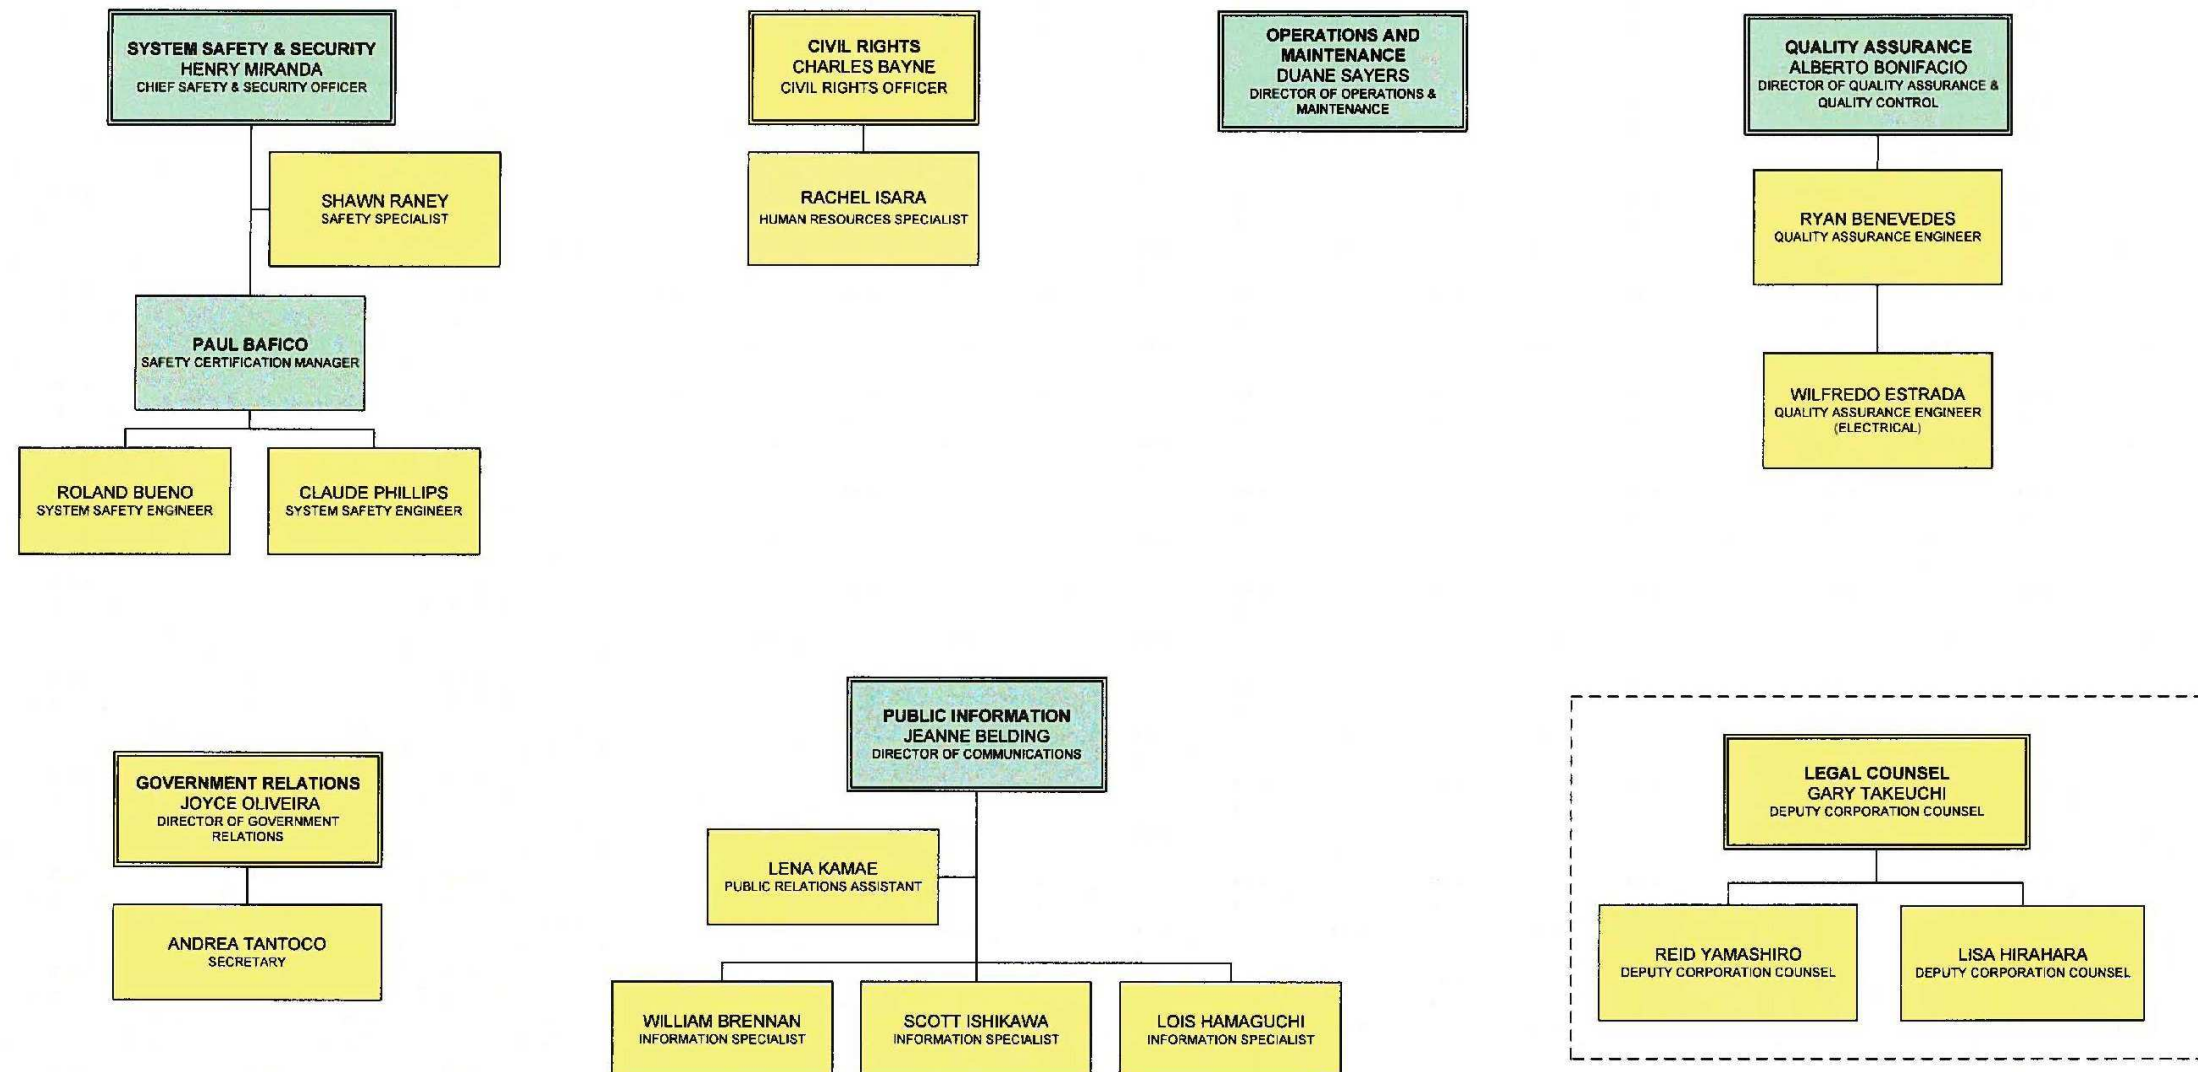 SYSTEM SAFETY & SECURITY
HENRY MIRANDA
CHIEF SAFETY & SECURITY OFFICER
CIVIL RIGHTS
CHARLES BAYNE
CIVIL RIGHTS OFFICER
OPERATIONS AND
MAINTENANCE
DUANE SAYERS
DIRECTOR OF OPERATIONS &
MAINTENANCE
QUALITY ASSURANCE
ALBERTO BONIFACIO
DIRECTOR OF QUALITY ASSURANCE &
QUALITY CONTROL
SHAWN RANEY
SAFETY SPECIALIST
RACHEL ISARA
HUMAN RESOURCES SPECIALIST
RYAN BENEVEDES
QUALITY ASSURANCE ENGINEER
PAUL BAFICO
SAFETY CERTIFICATION MANAGER
WILFREDO ESTRADA
QUALITY ASSURANCE ENGINEER
(ELECTRICAL)
ROLAND BUENO
SYSTEM SAFETY ENGINEER
CLAUDE PHILLIPS
SYSTEM SAFETY ENGINEER
GOVERNMENT RELATIONS
JOYCE OLIVEIRA
DIRECTOR OF GOVERNMENT
RELATIONS
ANDREA TANTOCO
SECRETARY
PUBLIC INFORMATION
JEANNE BELDING
DIRECTOR OF COMMUNICATIONS
LENA KAMAE
PUBLIC RELATIONS ASSISTANT
WILLIAM BRENNAN
INFORMATION SPECIALIST
SCOTT ISHIKAWA
INFORMATION SPECIALIST
LOIS HAMAGUCHI
INFORMATION SPECIALIST
LEGAL COUNSEL
GARY TAKEUCHI
DEPUTY CORPORATION COUNSEL
REID YAMASHIRO
DEPUTY CORPORATION COUNSEL
LISA HIRAHARA
DEPUTY CORPORATION COUNSEL